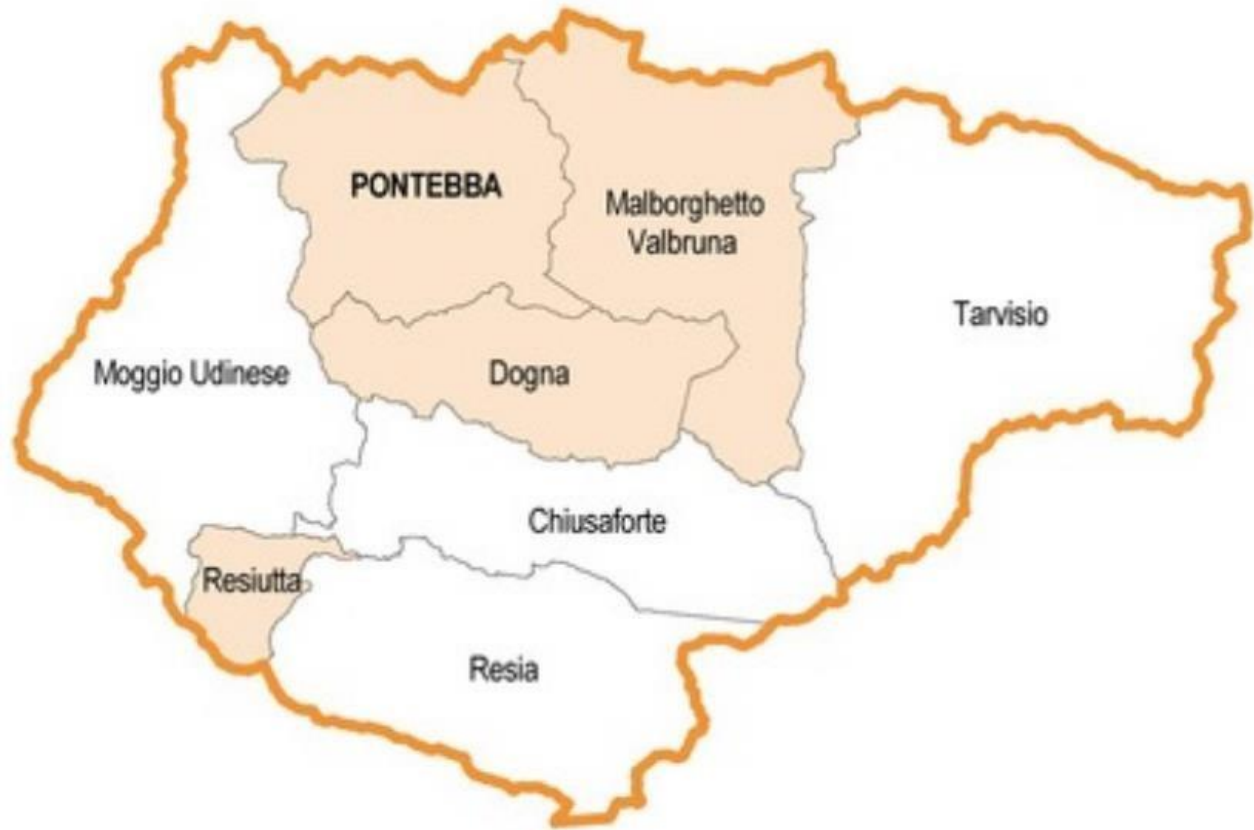 PONTEBBA
Malborghetto
Valbruna
Tarvisio
Moggio Udinese
Dogna
Chiusaforte
Resiutta
Resia